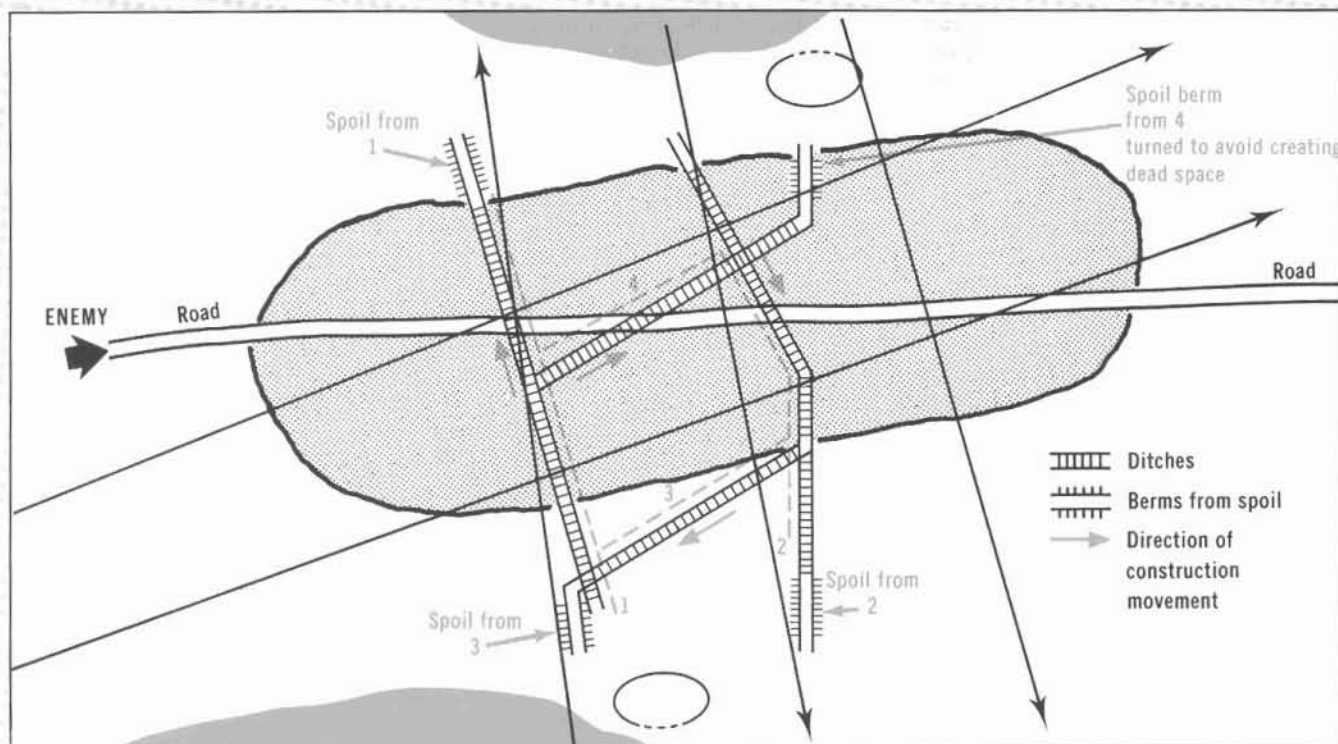 Spoil from
1
Spoil berm
from 4
turned to avoid creating
dead space
ENEMY
Road
Road
4
3
2
1
Spoil from
3
Spoil from
2
Ditches
Berms from spoil
Direction of
construction
movement